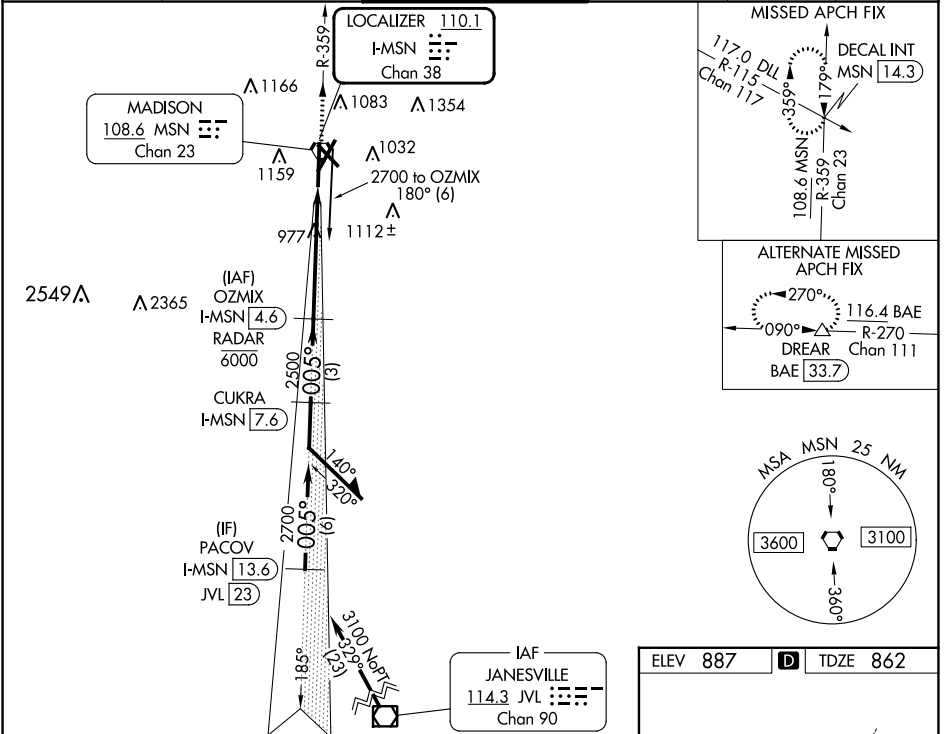 LOCALIZER 110.1
I-MSN
Chan 38
R-359
MADISON
108.6 MSN
Chan 23
1166
1083
1354
1159
1032
2700 to OZMIX
180° (6)
977
1112 ±
2549
2365
(IAF)
OZMIX
I-MSN 4.6
RADAR
6000
2500
005°
(3)
CUKRA
I-MSN 7.6
140°
320°
2700
005°
(6)
(IF)
PACOV
I-MSN 13.6
JVL 23
185°
3100 NoPT
329°
(23)
IAF
JANESVILLE
114.3 JVL
Chan 90
MISSED APCH FIX
117.0 DLL
R-115
Chan 117
359°
179°
DECAL INT
MSN 14.3
108.6 MSN
R-359
Chan 23
ALTERNATE MISSED
APCH FIX
270°
090°
116.4 BAE
R-270
Chan 111
DREAR
BAE 33.7
MSA MSN 25 NM
180°
3600
3100
360°
ELEV 887 D TDZE 862